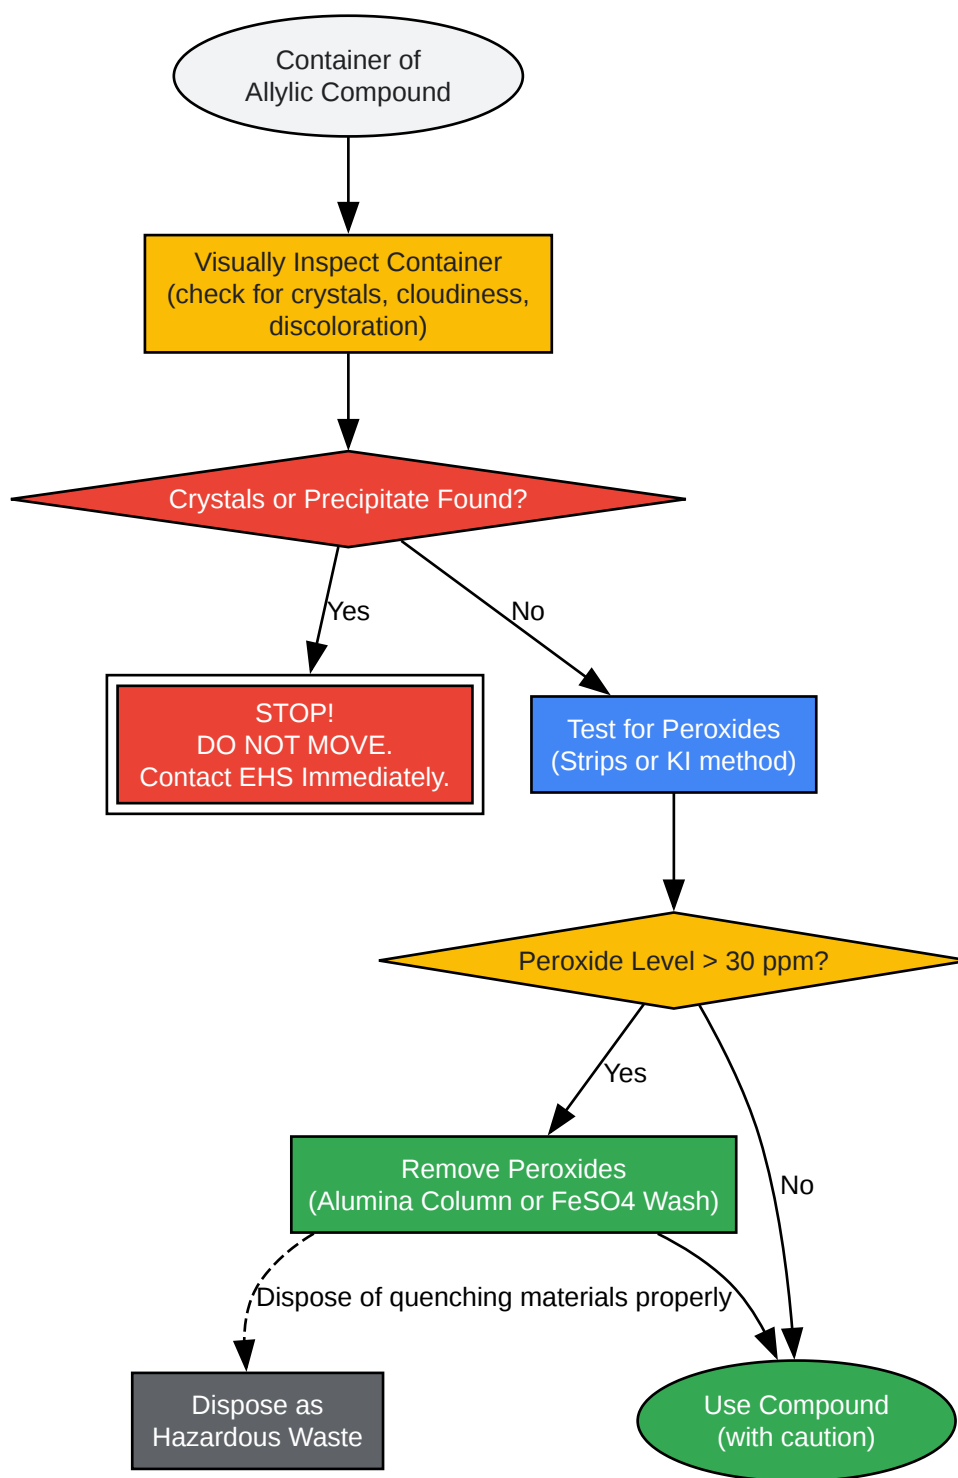 Container of
Allylic Compound
Visually Inspect Container
(check for crystals, cloudiness,
discoloration)
Crystals or Precipitate Found?
Yes
No
STOP!
DO NOT MOVE.
Contact EHS Immediately.
Test for Peroxides
(Strips or KI method)
Peroxide Level > 30 ppm?
Yes
Remove Peroxides
(Alumina Column or FeSO4 Wash)
No
Dispose of quenching materials properly
Dispose as
Hazardous Waste
Use Compound
(with caution)